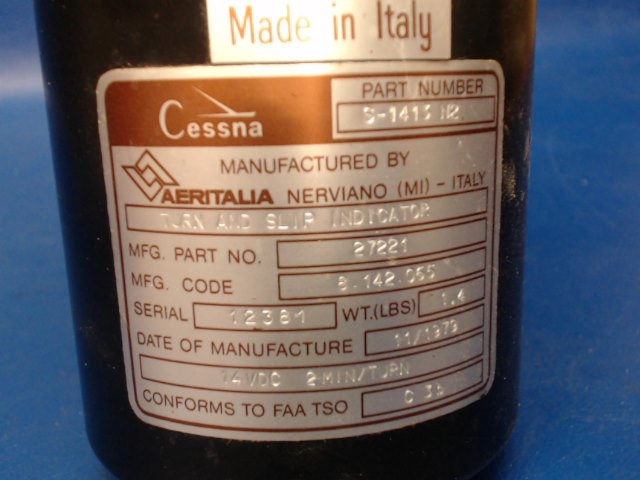 Made in Italy
Cessna
PART NUMBER
S-1413 N2
MANUFACTURED BY
AERITALIA NERVIANO (MI) - ITALY
TURN AND SLIP INDICATOR
MFG. PART NO. 27221
MFG. CODE 8.142.055
SERIAL 12381 WT.(LBS) 1.4
DATE OF MANUFACTURE 11/1979
14VDC 2-MIN/TURN
CONFORMS TO FAA TSO C 3b